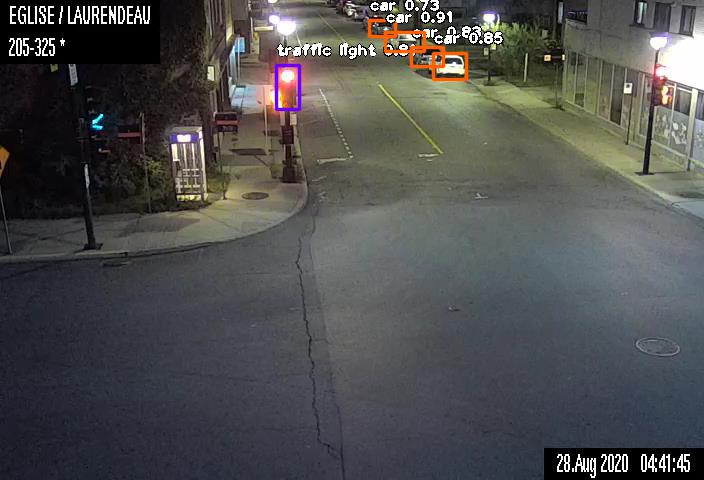 EGLISE / LAURENDEAU
205-325 *
car 0.73
car 0.91
car 0.85
traffic light 0.
28.Aug 2020 04:41:45